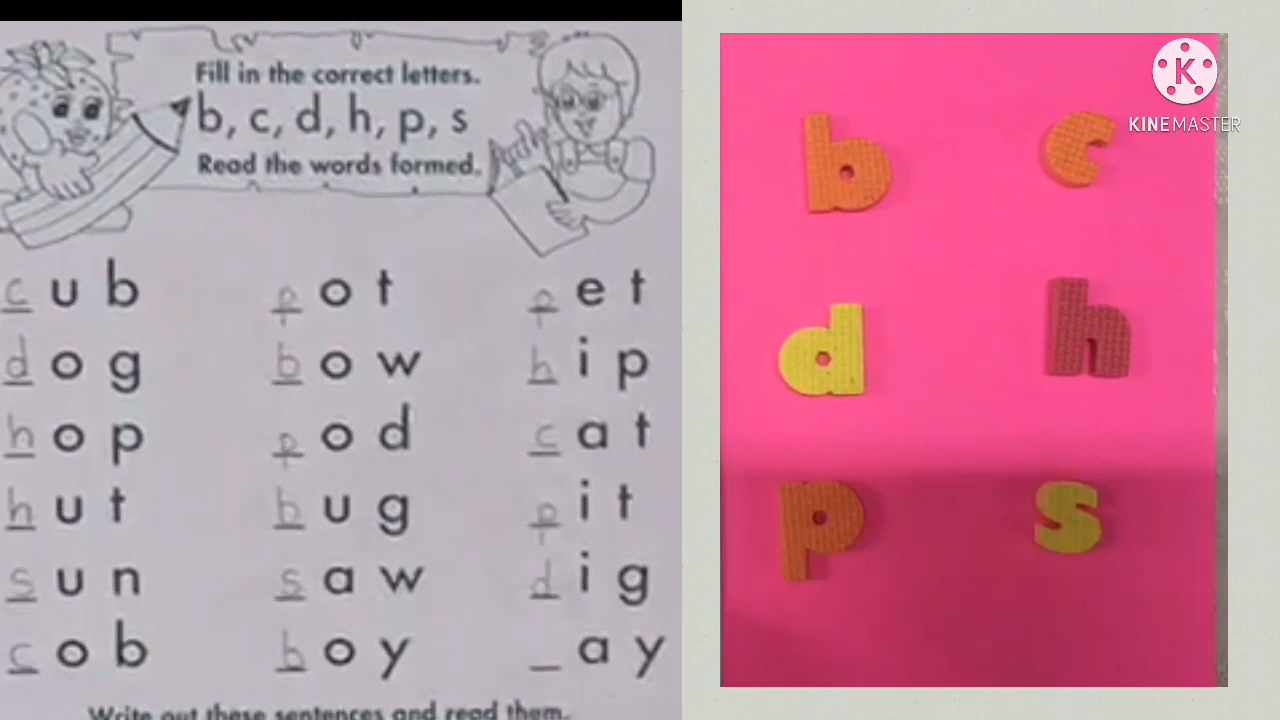 Fill in the correct letters.
b, c, d, h, p, s
Read the words formed.
cub pot pet
dog bow hip
hop pod cat
hut bug pit
sun saw dig
cob boy _ay
Write out these sentences and read them.
b c
d h
p s
K
KINEMASTER